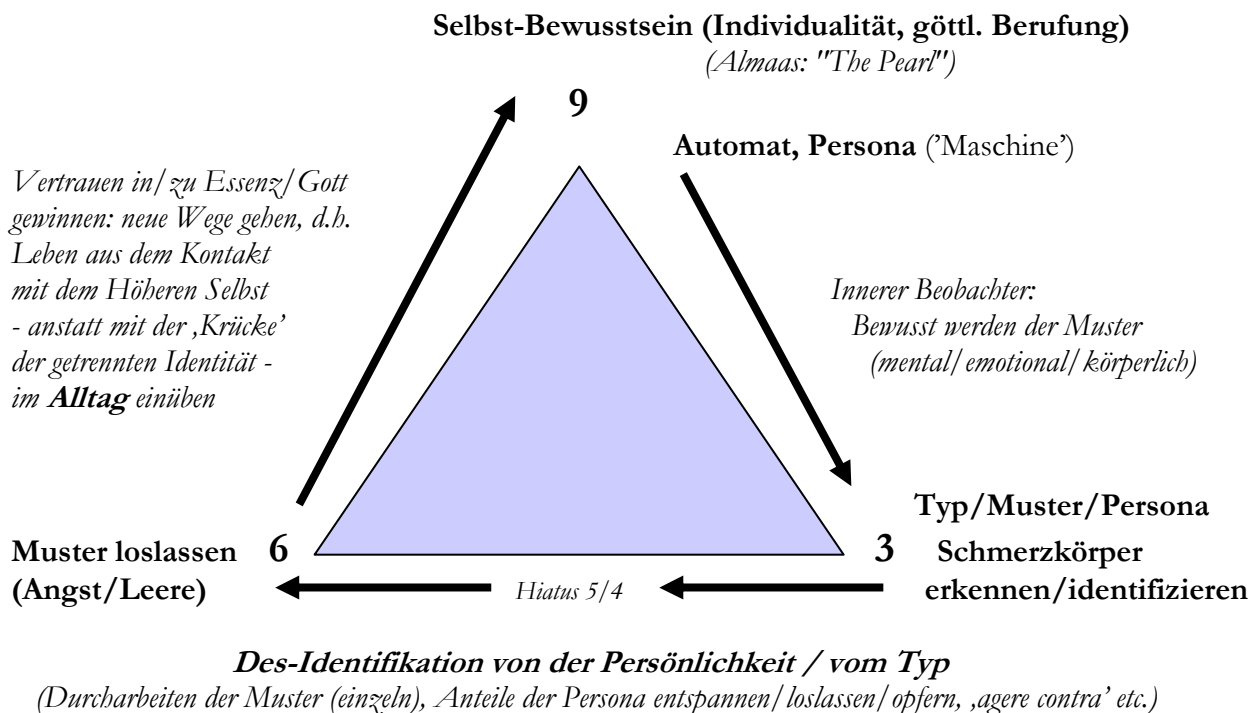 Selbst-Bewusstsein (Individualität, göttl. Berufung)
(Almaas: "The Pearl")
9
Automat, Persona ('Maschine')
Vertrauen in/zu Essenz/Gott
gewinnen: neue Wege gehen, d.h.
Leben aus dem Kontakt
mit dem Höheren Selbst
- anstatt mit der ‚Krücke'
der getrennten Identität -
im Alltag einüben
Innerer Beobachter:
Bewusst werden der Muster
(mental/emotional/körperlich)
Typ/Muster/Persona
Muster loslassen 6
(Angst/Leere)
3 Schmerzkörper
erkennen/identifizieren
Hiatus 5/4
Des-Identifikation von der Persönlichkeit / vom Typ
(Durcharbeiten der Muster (einzeln), Anteile der Persona entspannen/loslassen/opfern, ‚agere contra' etc.)